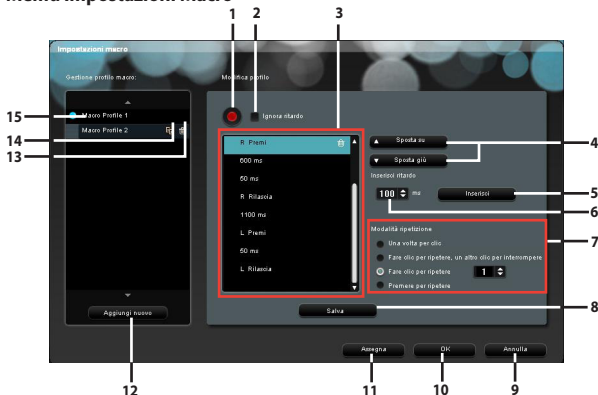 Menu Impostazioni Macro
1 2 3
Impostazioni macro
Gestione profilo macro:
Modifica profilo
Ignora ritardo
15
Macro Profile 1
14
Macro Profile 2
13
R Premi
600 ms
50 ms
R Rilascia
1100 ms
L Premi
50 ms
L Rilascia
Sposta su
4
Sposta giù
Inserisci ritardo
100 ms
Inserisci
5
6
Modalità ripetizione
7
Una volta per clic
Fare clic per ripetere, un altro clic per interrompere
Fare clic per ripetere 1
Premere per ripetere
Aggiungi nuovo
Salva
8
Assegna
OK
Annulla
12 11 10 9